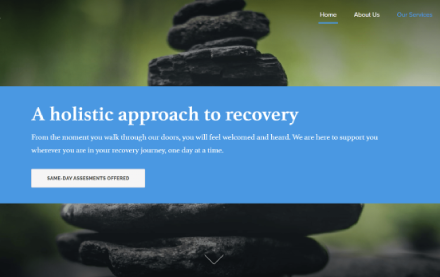 Home About Us Our Services
A holistic approach to recovery
From the moment you walk through our doors, you will feel welcomed and heard. We are here to support you
wherever you are in your recovery journey, one day at a time.
SAME-DAY ASSESMENTS OFFERED